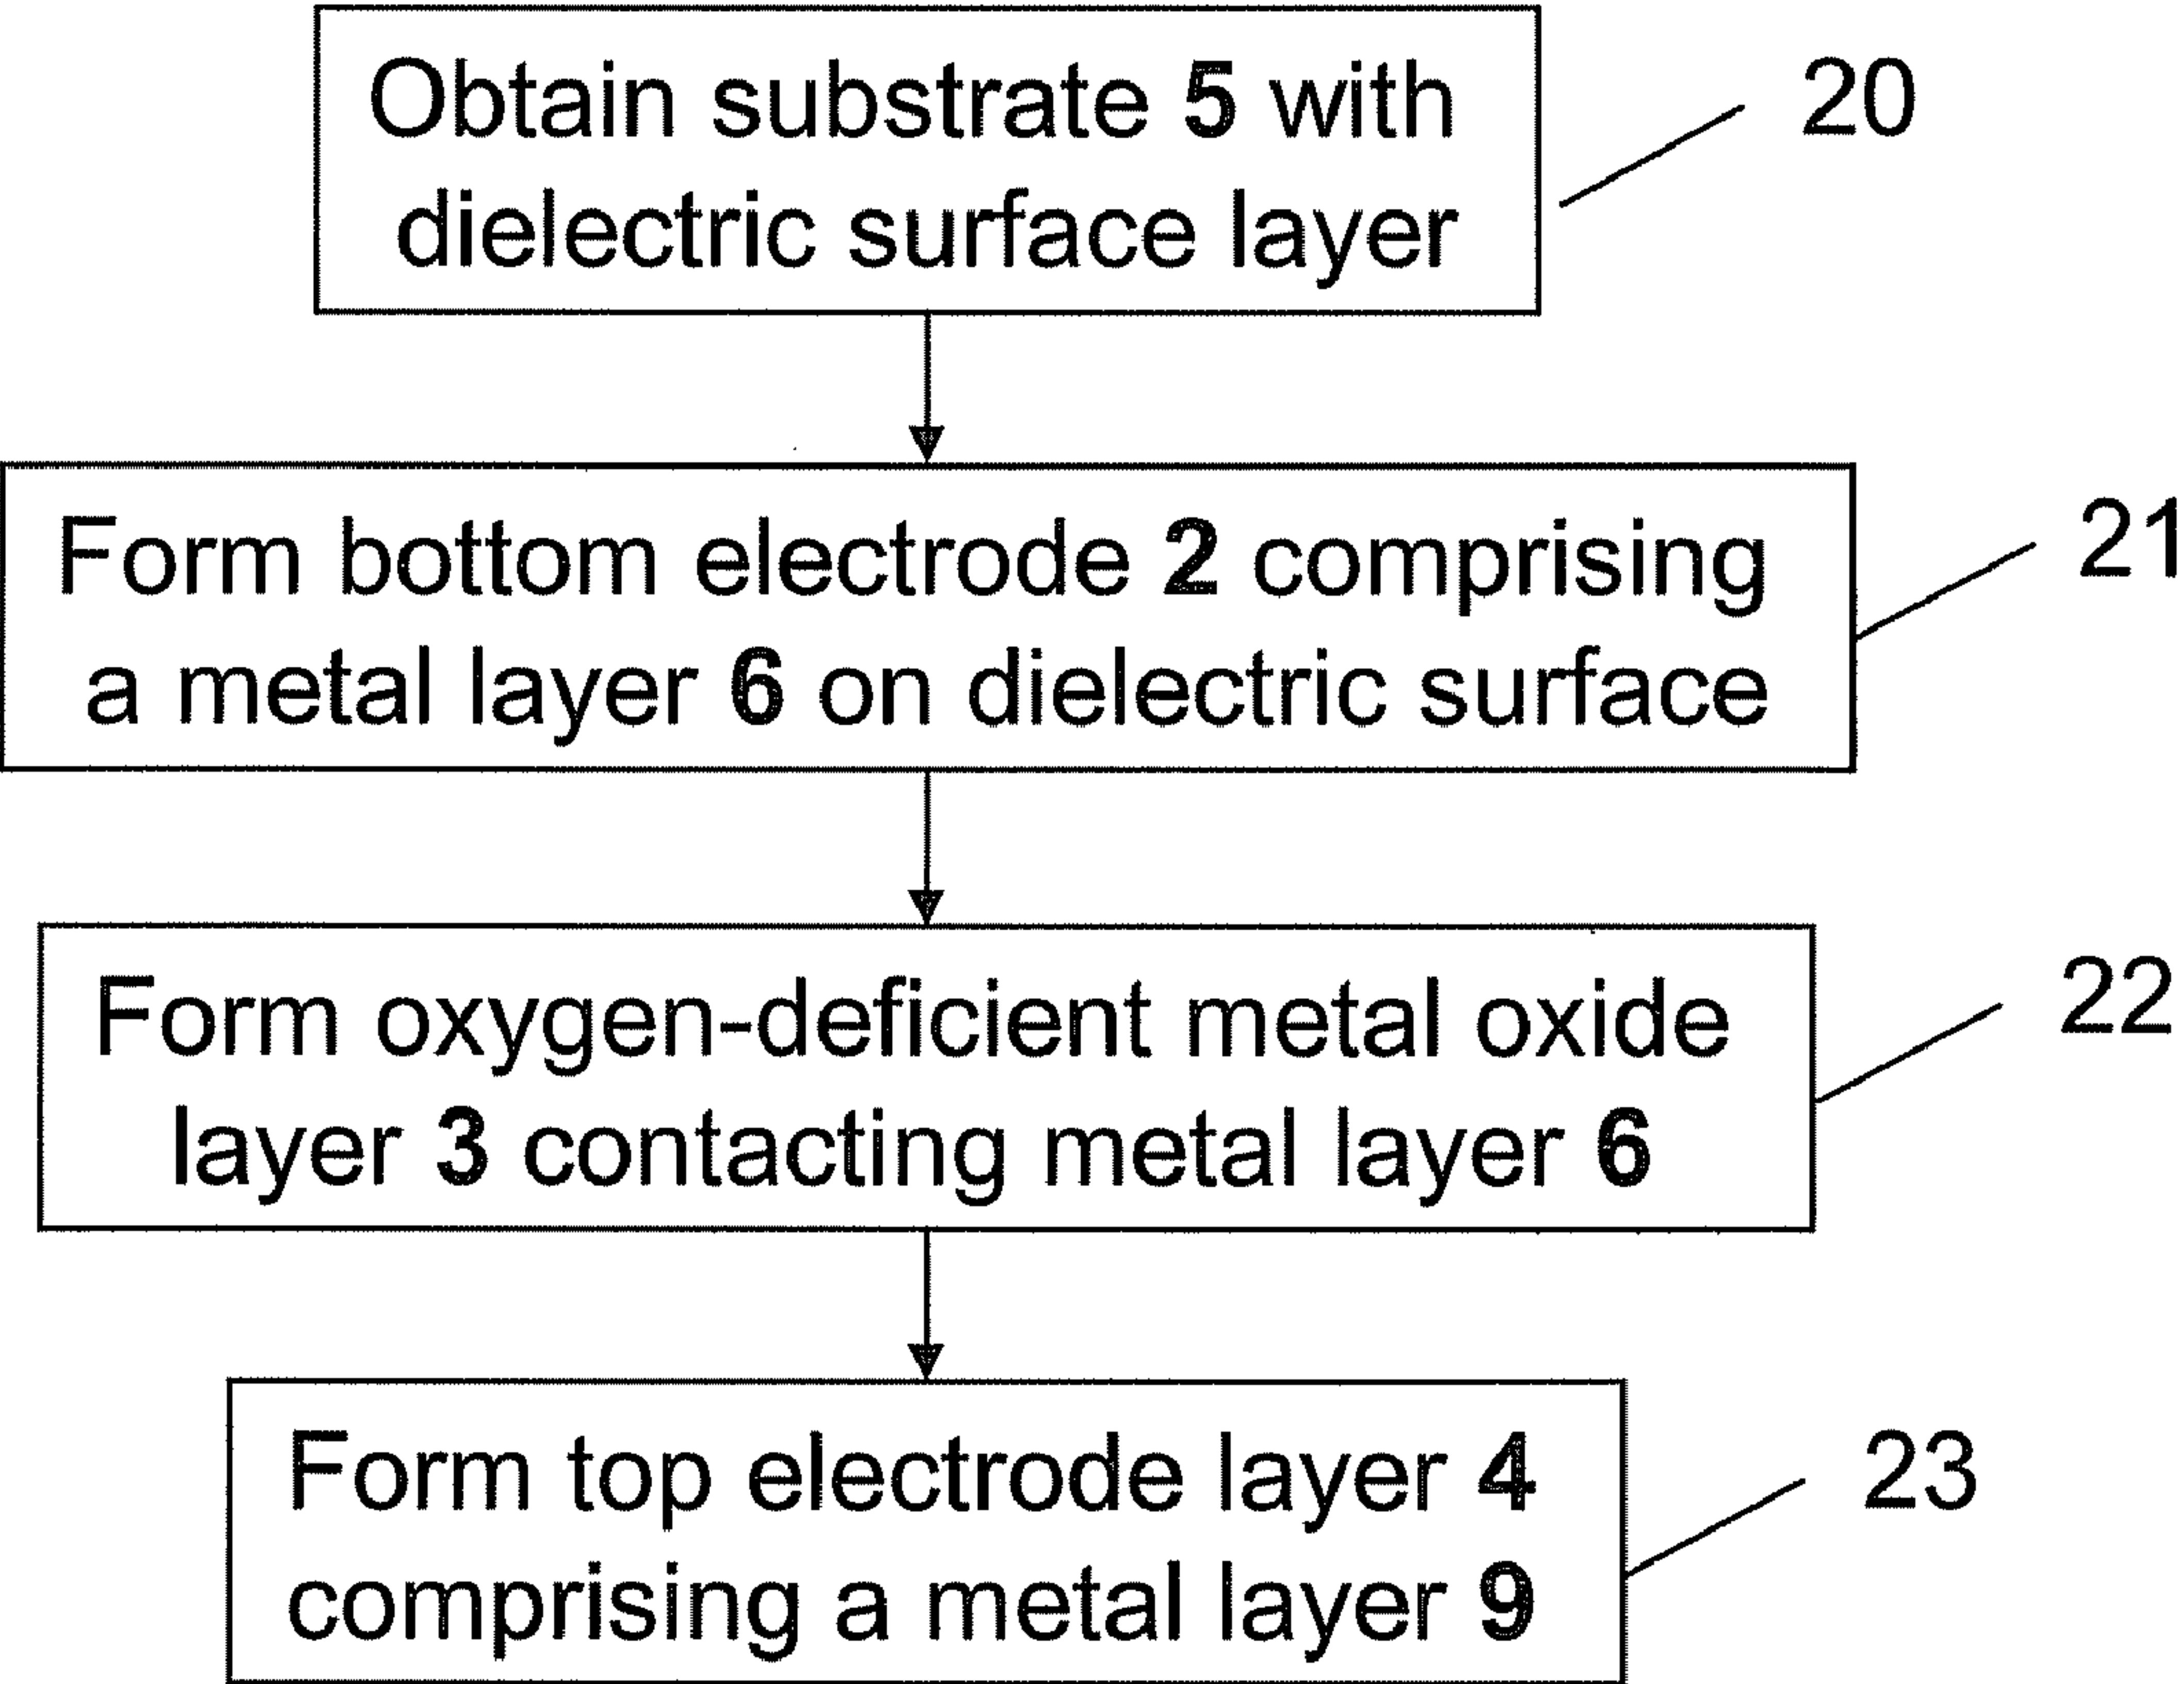 Obtain substrate 5 with
dielectric surface layer
20
Form bottom electrode 2 comprising
a metal layer 6 on dielectric surface
21
Form oxygen-deficient metal oxide
layer 3 contacting metal layer 6
22
Form top electrode layer 4
comprising a metal layer 9
23